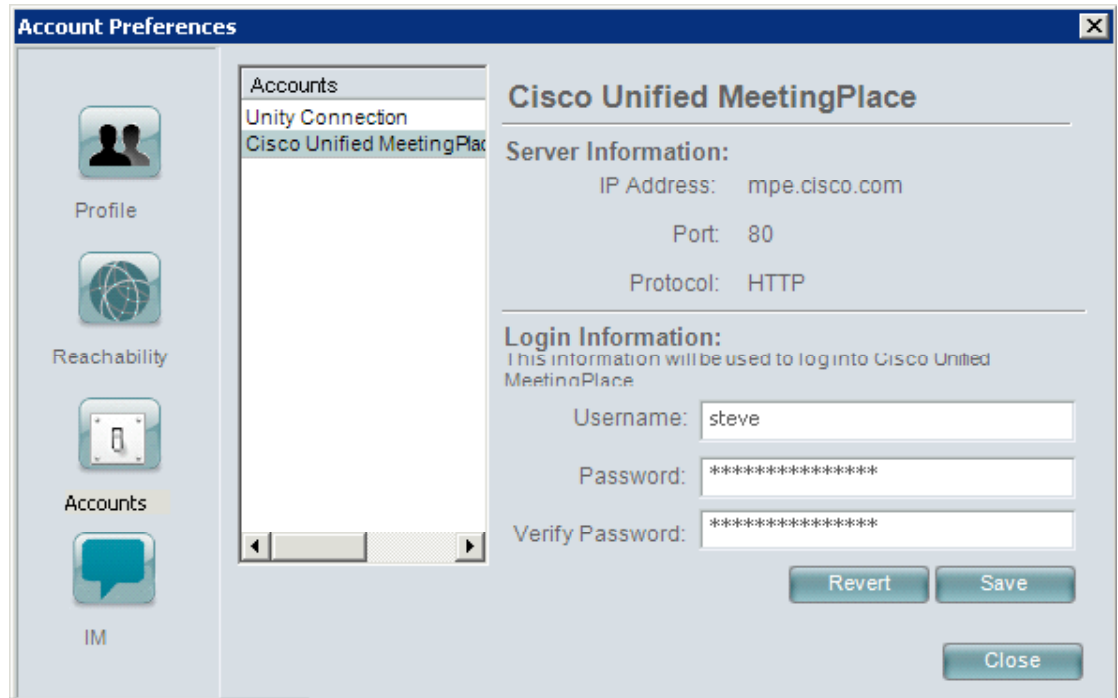 Account Preferences
Profile
Reachability
Accounts
IM
Accounts
Unity Connection
Cisco Unified MeetingPlac
Cisco Unified MeetingPlace
Server Information:
IP Address: mpe.cisco.com
Port: 80
Protocol: HTTP
Login Information:
This information will be used to log into Cisco Unified
MeetingPlace
Username: steve
Password: ***************
Verify Password: ***************
Revert Save
Close